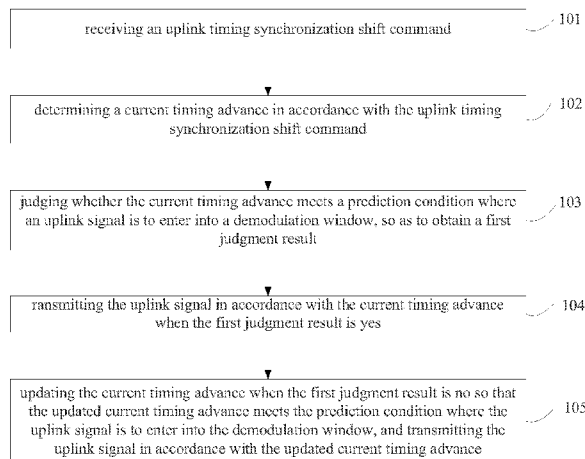 receiving an uplink timing synchronization shift command
101
determining a current timing advance in accordance with the uplink timing
synchronization shift command
102
judging whether the current timing advance meets a prediction condition where
an uplink signal is to enter into a demodulation window, so as to obtain a first
judgment result
103
ransmitting the uplink signal in accordance with the current timing advance
when the first judgment result is yes
104
updating the current timing advance when the first judgment result is no so that
the updated current timing advance meets the prediction condition where the
uplink signal is to enter into the demodulation window, and transmitting the
uplink signal in accordance with the updated current timing advance
105